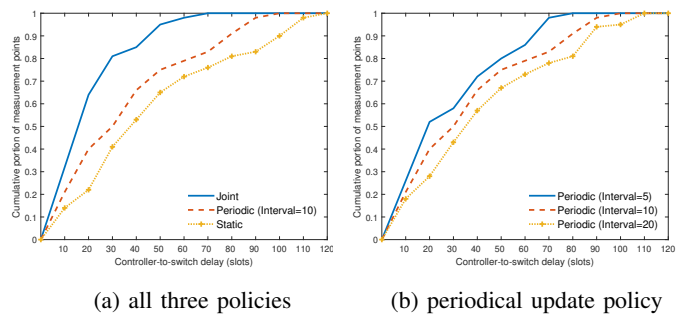 1
0.9
0.8
0.7
0.6
0.5
0.4
0.3
0.2
0.1
0
Cumulative portion of measurement points
Joint
Periodic (Interval=10)
Static
10 20 30 40 50 60 70 80 90 100 110 120
Controller-to-switch delay (slots)
(a) all three policies
1
0.9
0.8
0.7
0.6
0.5
0.4
0.3
0.2
0.1
0
Cumulative portion of measurement points
Periodic (Interval=5)
Periodic (Interval=10)
Periodic (Interval=20)
10 20 30 40 50 60 70 80 90 100 110 120
Controller-to-switch delay (slots)
(b) periodical update policy